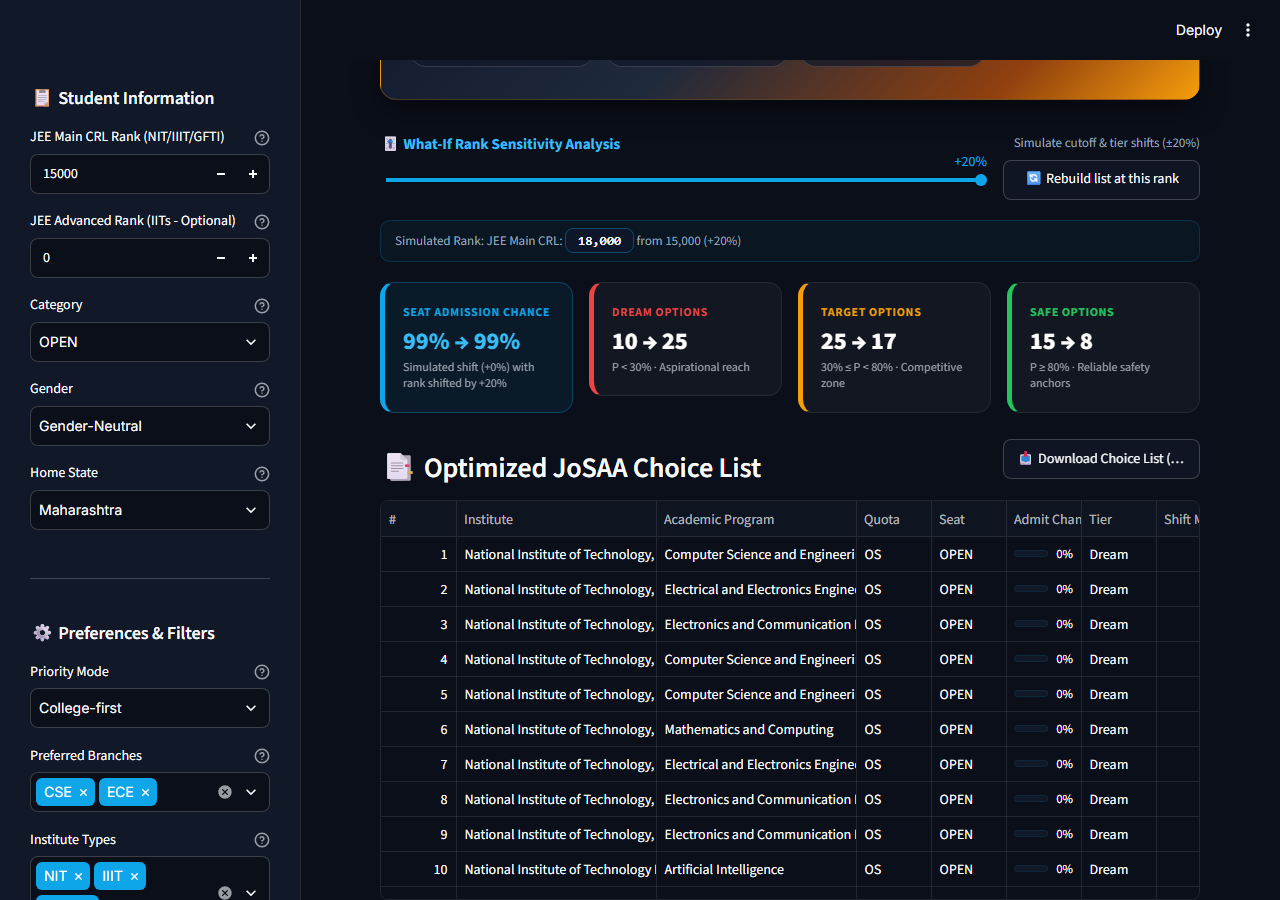 Deploy
Student Information
JEE Main CRL Rank (NIT/IIIT/GFTI)
15000
JEE Advanced Rank (IITs - Optional)
0
Category
OPEN
Gender
Gender-Neutral
Home State
Maharashtra
Preferences & Filters
Priority Mode
College-first
Preferred Branches
CSE ECE
Institute Types
NIT IIIT
What-If Rank Sensitivity Analysis
Simulate cutoff & tier shifts (±20%)
+20%
Rebuild list at this rank
Simulated Rank: JEE Main CRL: 18,000 from 15,000 (+20%)
SEAT ADMISSION CHANCE
99% → 99%
Simulated shift (+0%) with
rank shifted by +20%
DREAM OPTIONS
10 → 25
P < 30% · Aspirational reach
TARGET OPTIONS
25 → 17
30% ≤ P < 80% · Competitive
zone
SAFE OPTIONS
15 → 8
P ≥ 80% · Reliable safety
anchors
Optimized JoSAA Choice List
Download Choice List (...
# Institute Academic Program Quota Seat Admit Chan Tier Shift M
1 National Institute of Technology, Computer Science and Engineeri OS OPEN 0% Dream
2 National Institute of Technology, Electrical and Electronics Engine OS OPEN 0% Dream
3 National Institute of Technology, Electronics and Communication OS OPEN 0% Dream
4 National Institute of Technology, Computer Science and Engineeri OS OPEN 0% Dream
5 National Institute of Technology, Computer Science and Engineeri OS OPEN 0% Dream
6 National Institute of Technology, Mathematics and Computing OS OPEN 0% Dream
7 National Institute of Technology, Electrical and Electronics Engine OS OPEN 0% Dream
8 National Institute of Technology, Electronics and Communication OS OPEN 0% Dream
9 National Institute of Technology, Electronics and Communication OS OPEN 0% Dream
10 National Institute of Technology Artificial Intelligence OS OPEN 0% Dream